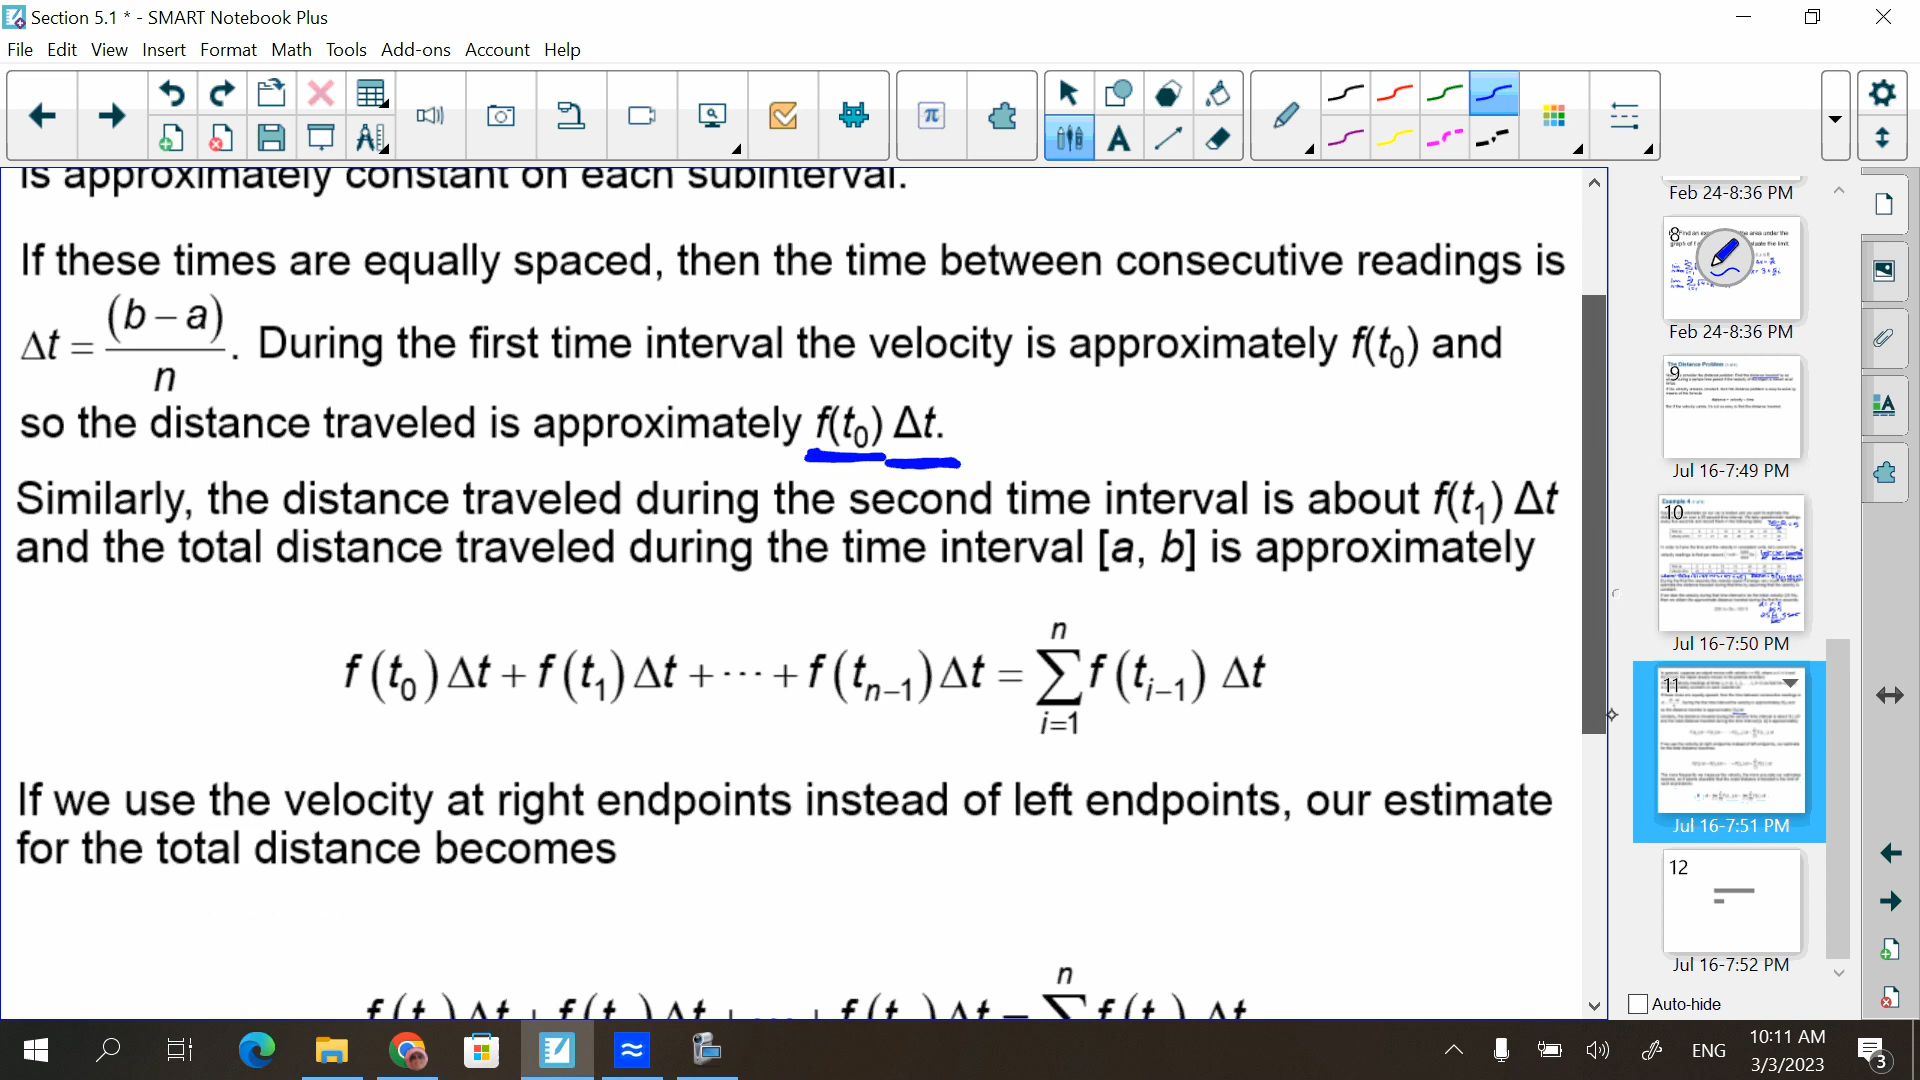 Section 5.1 * - SMART Notebook Plus
File Edit View Insert Format Math Tools Add-ons Account Help
is approximately constant on each subinterval.
If these times are equally spaced, then the time between consecutive readings is
Δt = (b – a)/n. During the first time interval the velocity is approximately f(t₀) and
so the distance traveled is approximately f(t₀) Δt.
Similarly, the distance traveled during the second time interval is about f(t₁) Δt
and the total distance traveled during the time interval [a, b] is approximately
f(t₀)Δt + f(t₁)Δt + ··· + f(tₙ₋₁)Δt = ∑ⁿᵢ₌₁ f(tᵢ₋₁) Δt
If we use the velocity at right endpoints instead of left endpoints, our estimate
for the total distance becomes
Feb 24-8:36 PM
8
Feb 24-8:36 PM
The Distance Problem
9
Jul 16-7:49 PM
Example 4
10
Jul 16-7:50 PM
11
Jul 16-7:51 PM
12
Jul 16-7:52 PM
Auto-hide
ENG
10:11 AM
3/3/2023
3